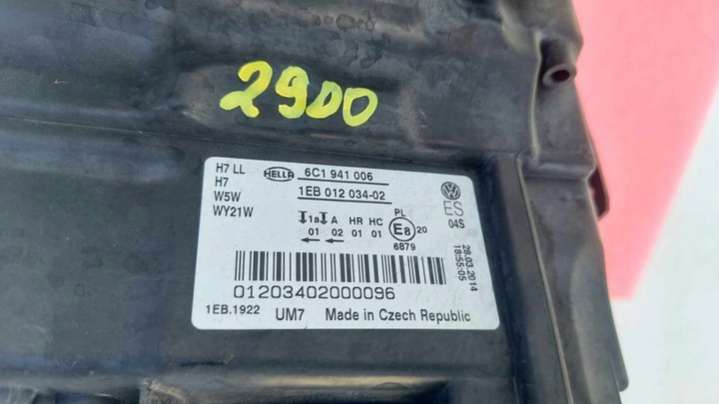 2900
H7 LL
H7
W5W
WY21W
HELLA
6C1 941 006
1EB 012 034-02
1a A HR HC PL
01 02 01 01 E8 20
6879
ES
04S
28.03.2014
18:55:05
01203402000096
1EB.1922 UM7 Made in Czech Republic